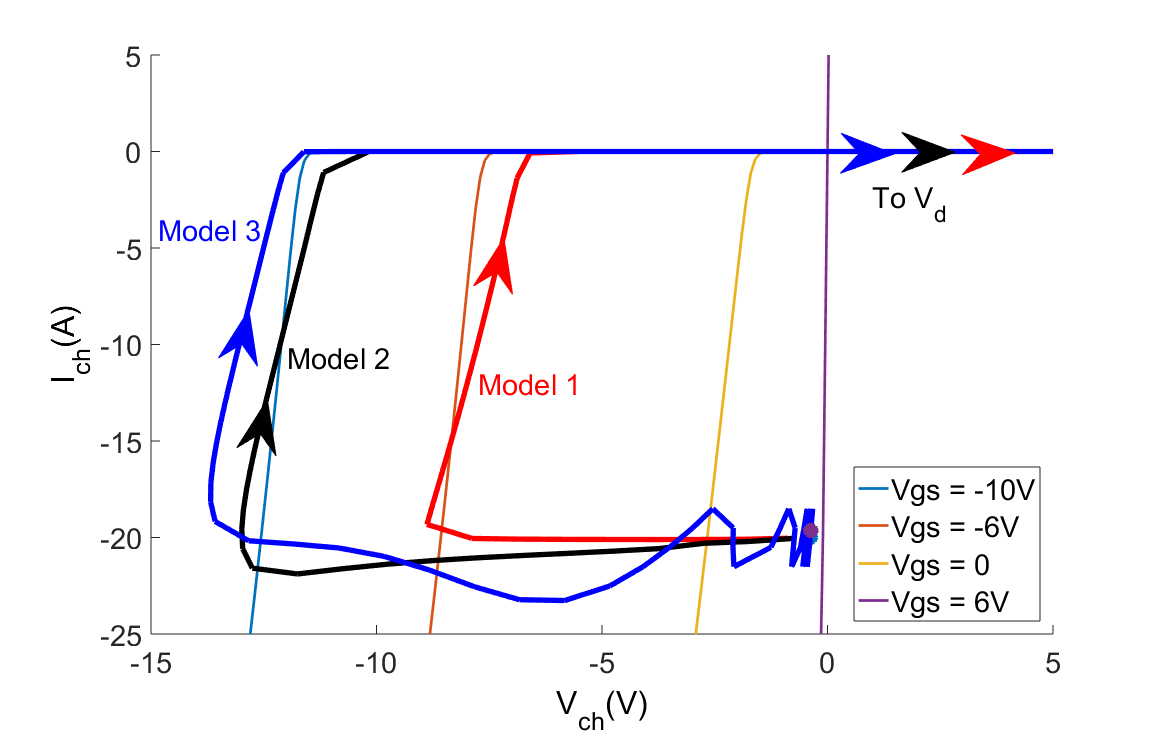 5
0
-5
-10
-15
-20
-25
-15
-10
-5
0
5
I_ch(A)
V_ch(V)
To V_d
Model 3
Model 2
Model 1
Vgs = -10V
Vgs = -6V
Vgs = 0
Vgs = 6V